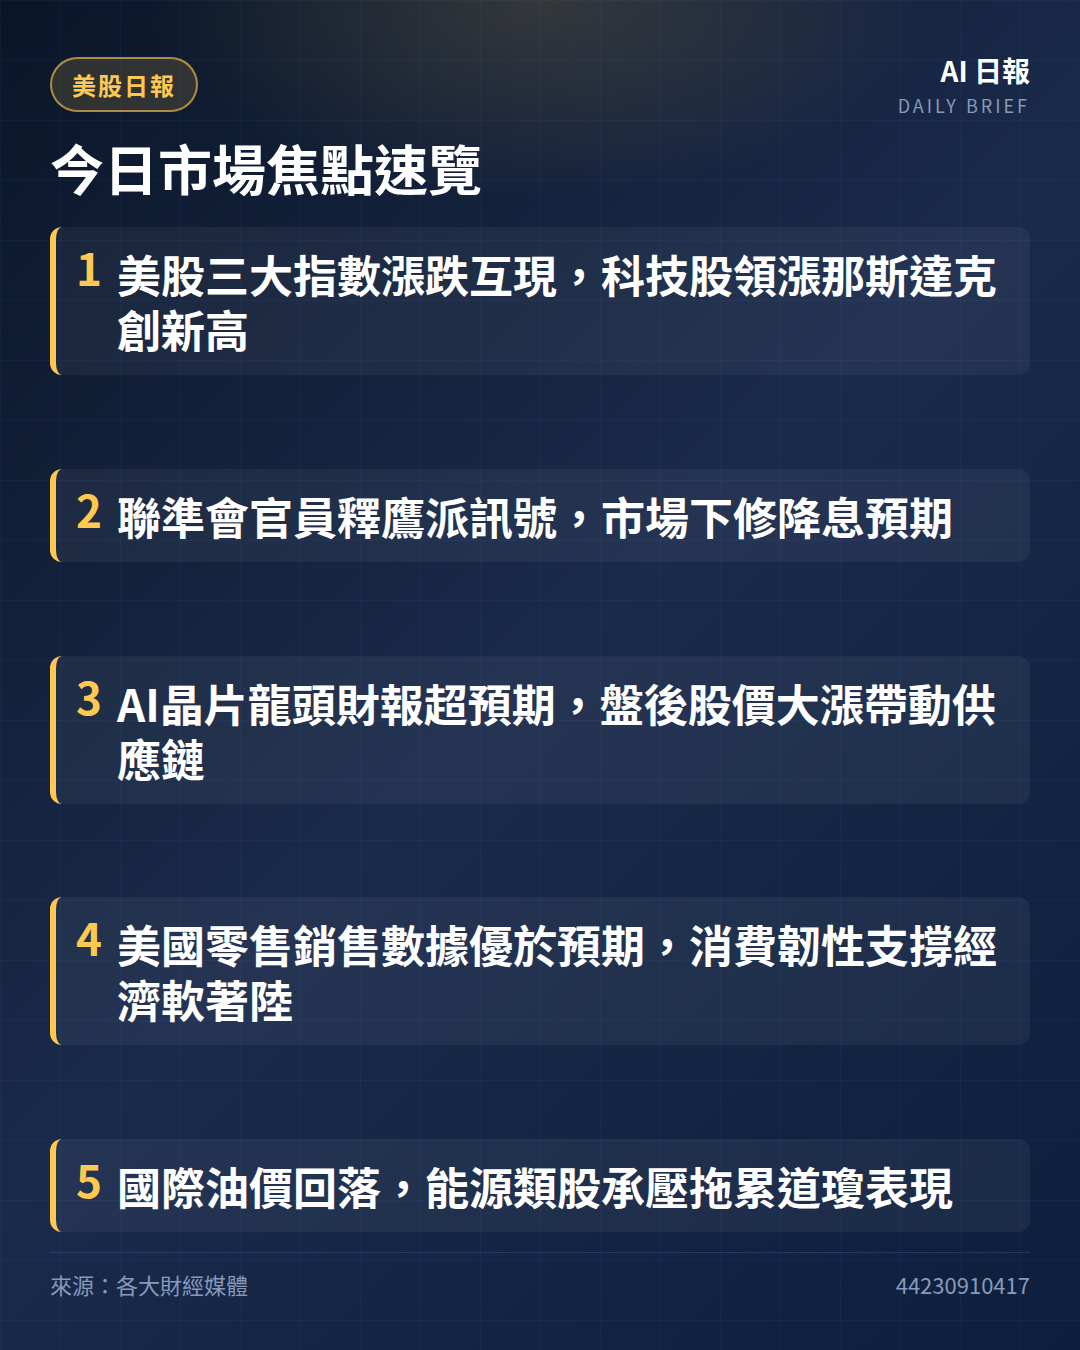 美股日報
AI 日報
DAILY BRIEF
今日市場焦點速覽
1 美股三大指數漲跌互現，科技股領漲那斯達克
創新高
2 聯準會官員釋鷹派訊號，市場下修降息預期
3 AI晶片龍頭財報超預期，盤後股價大漲帶動供
應鏈
4 美國零售銷售數據優於預期，消費韌性支撐經
濟軟著陸
5 國際油價回落，能源類股承壓拖累道瓊表現
來源：各大財經媒體
44230910417